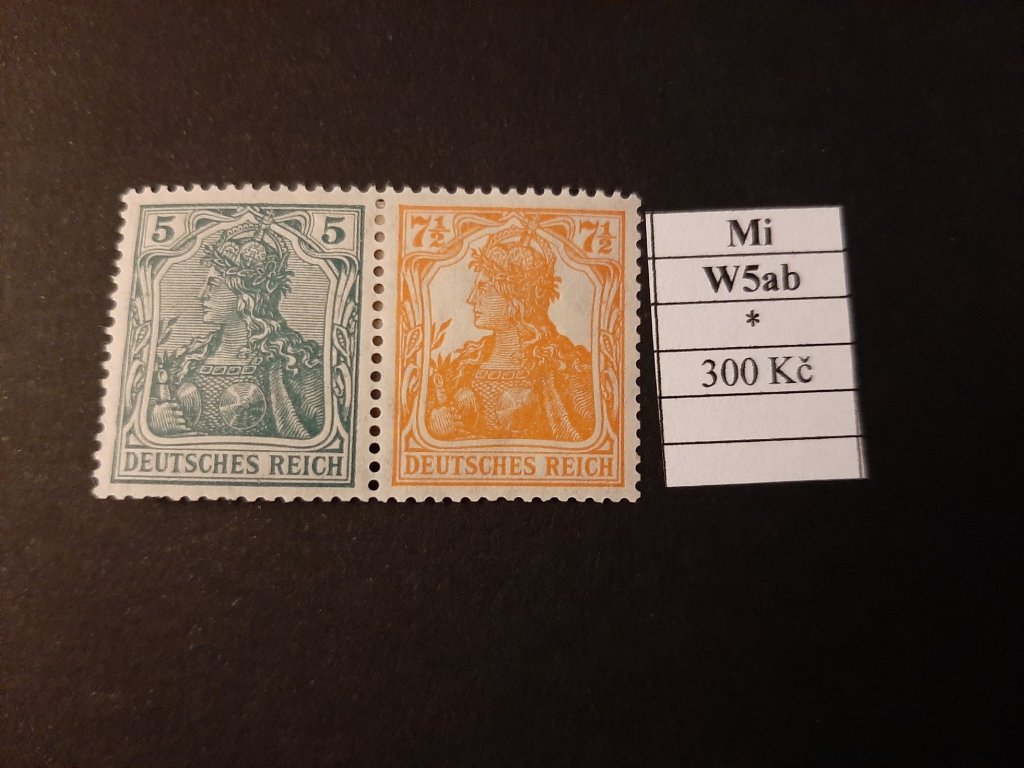 5 5
DEUTSCHES REICH
7½ 7½
DEUTSCHES REICH
Mi
W5ab
*
300 Kč